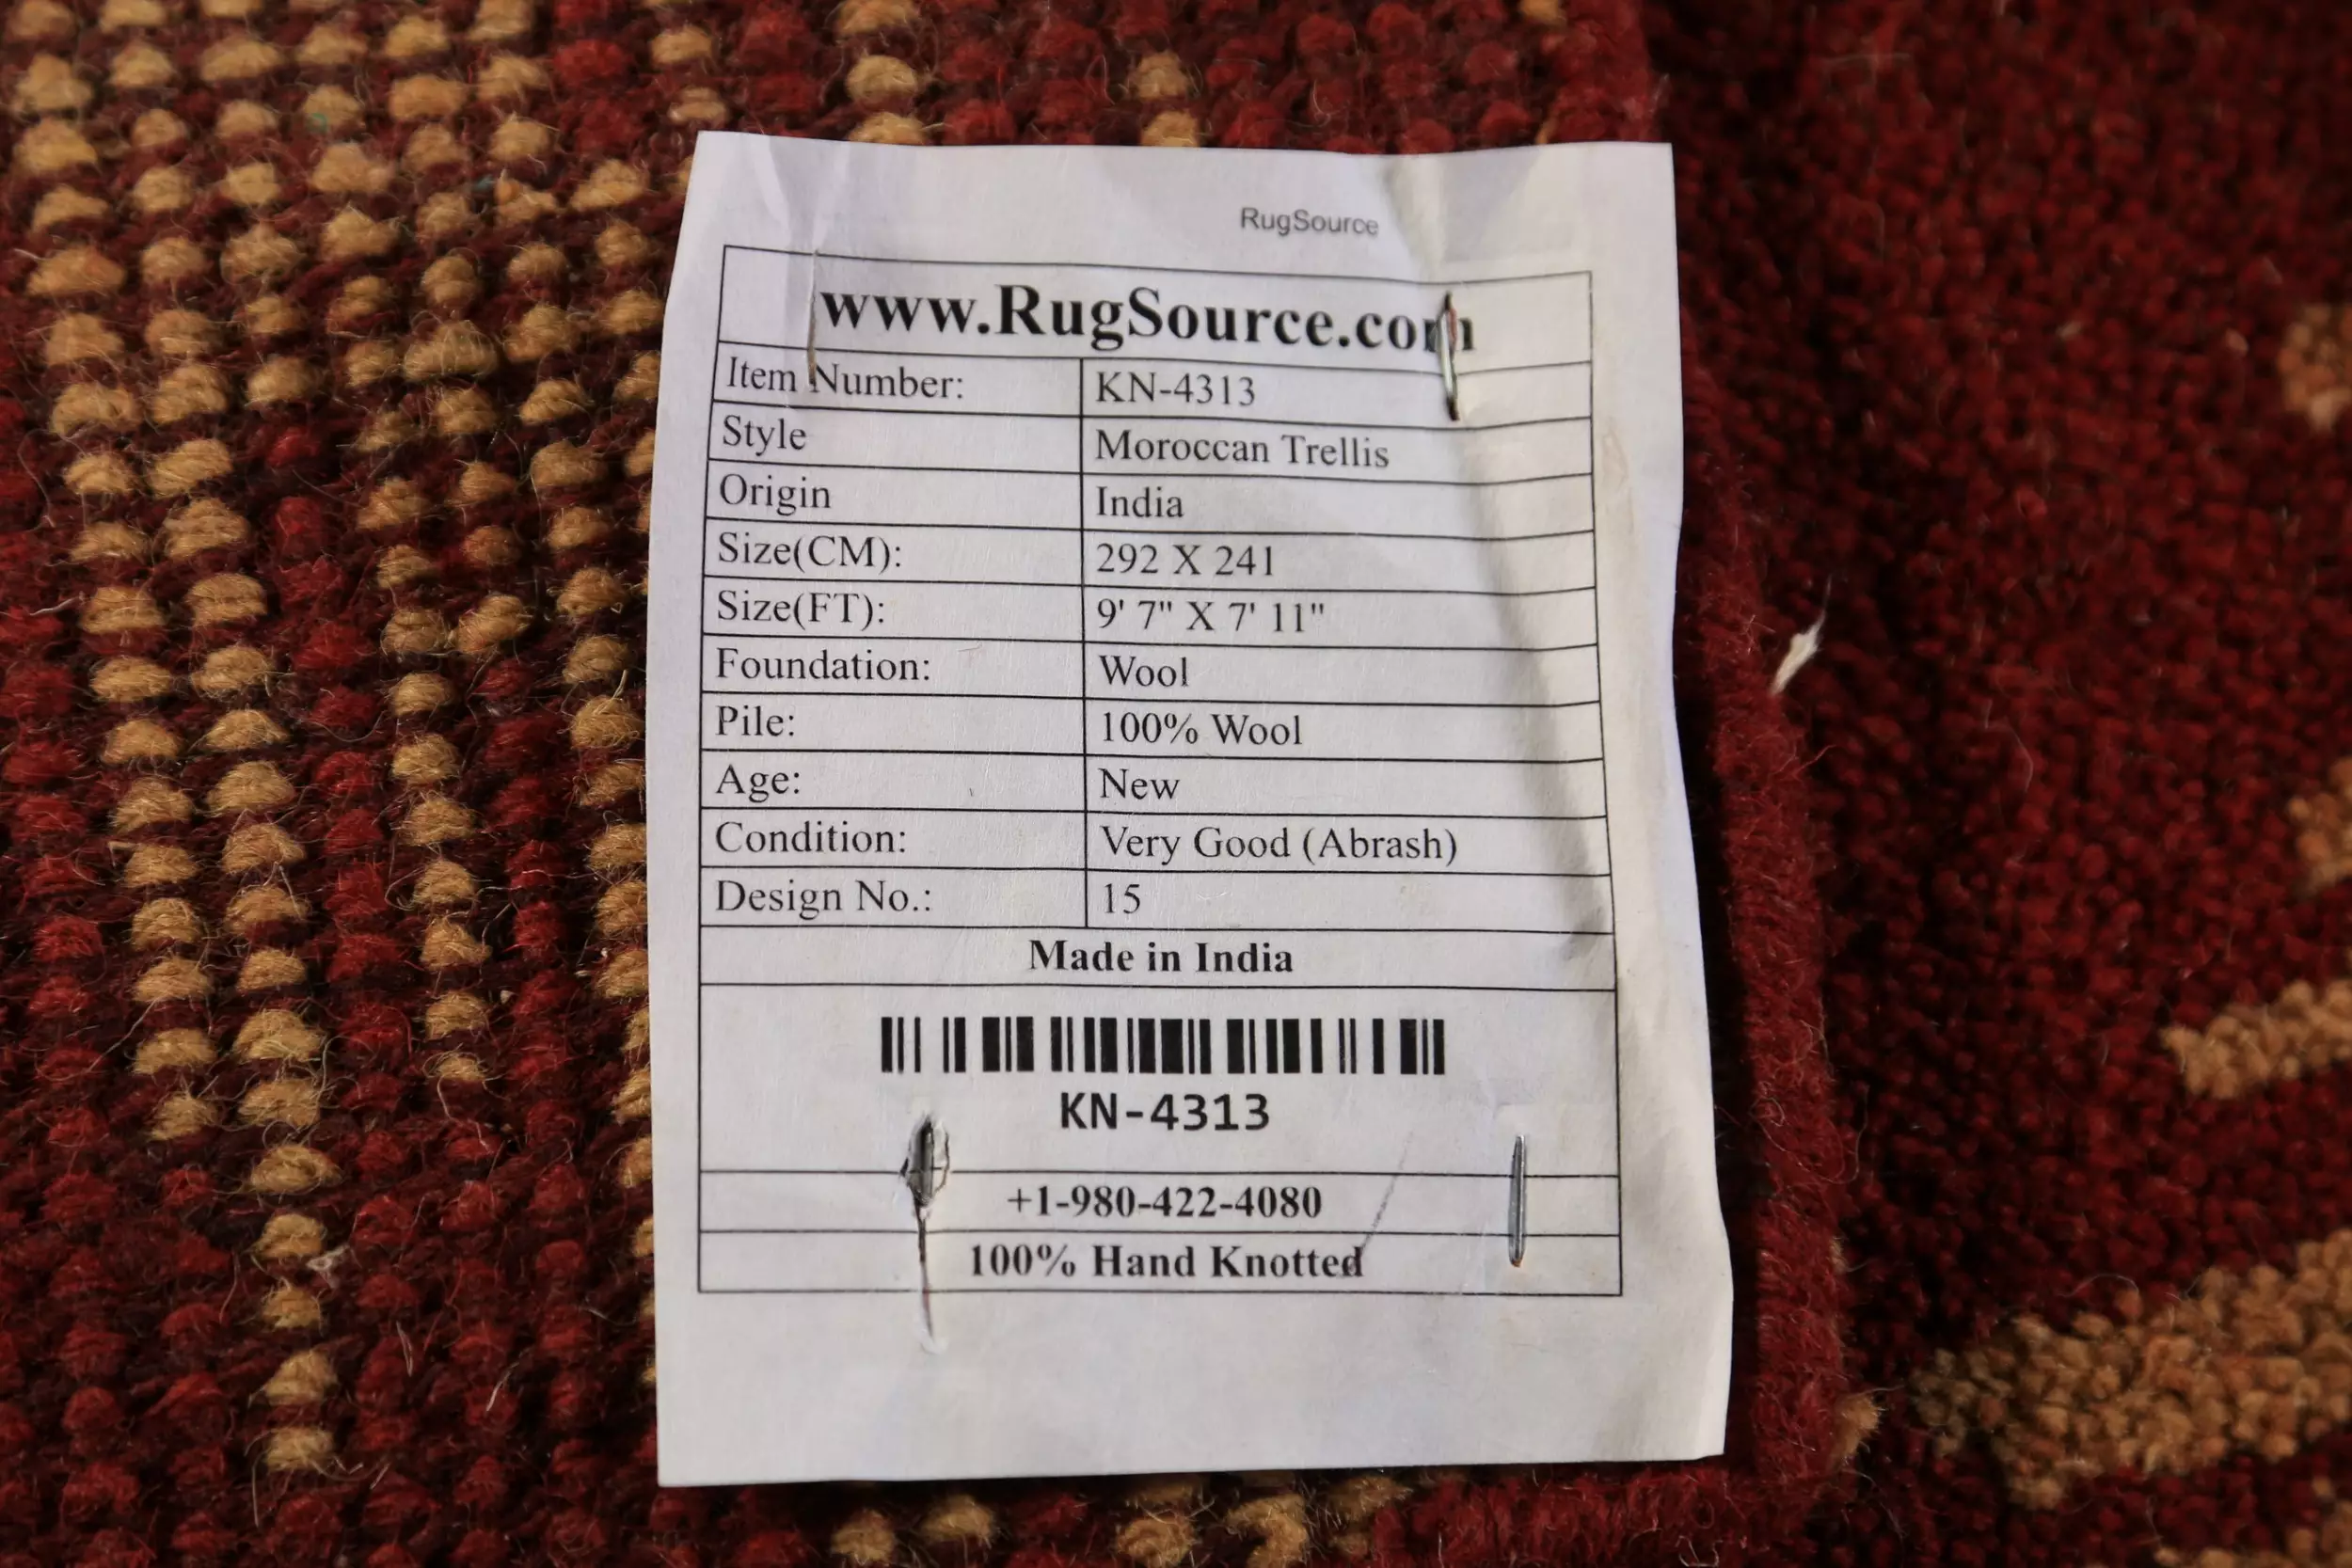 RugSource
www.RugSource.com
Item Number: KN-4313
Style Moroccan Trellis
Origin India
Size(CM): 292 X 241
Size(FT): 9' 7" X 7' 11"
Foundation: Wool
Pile: 100% Wool
Age: New
Condition: Very Good (Abrash)
Design No.: 15
Made in India
KN-4313
+1-980-422-4080
100% Hand Knotted